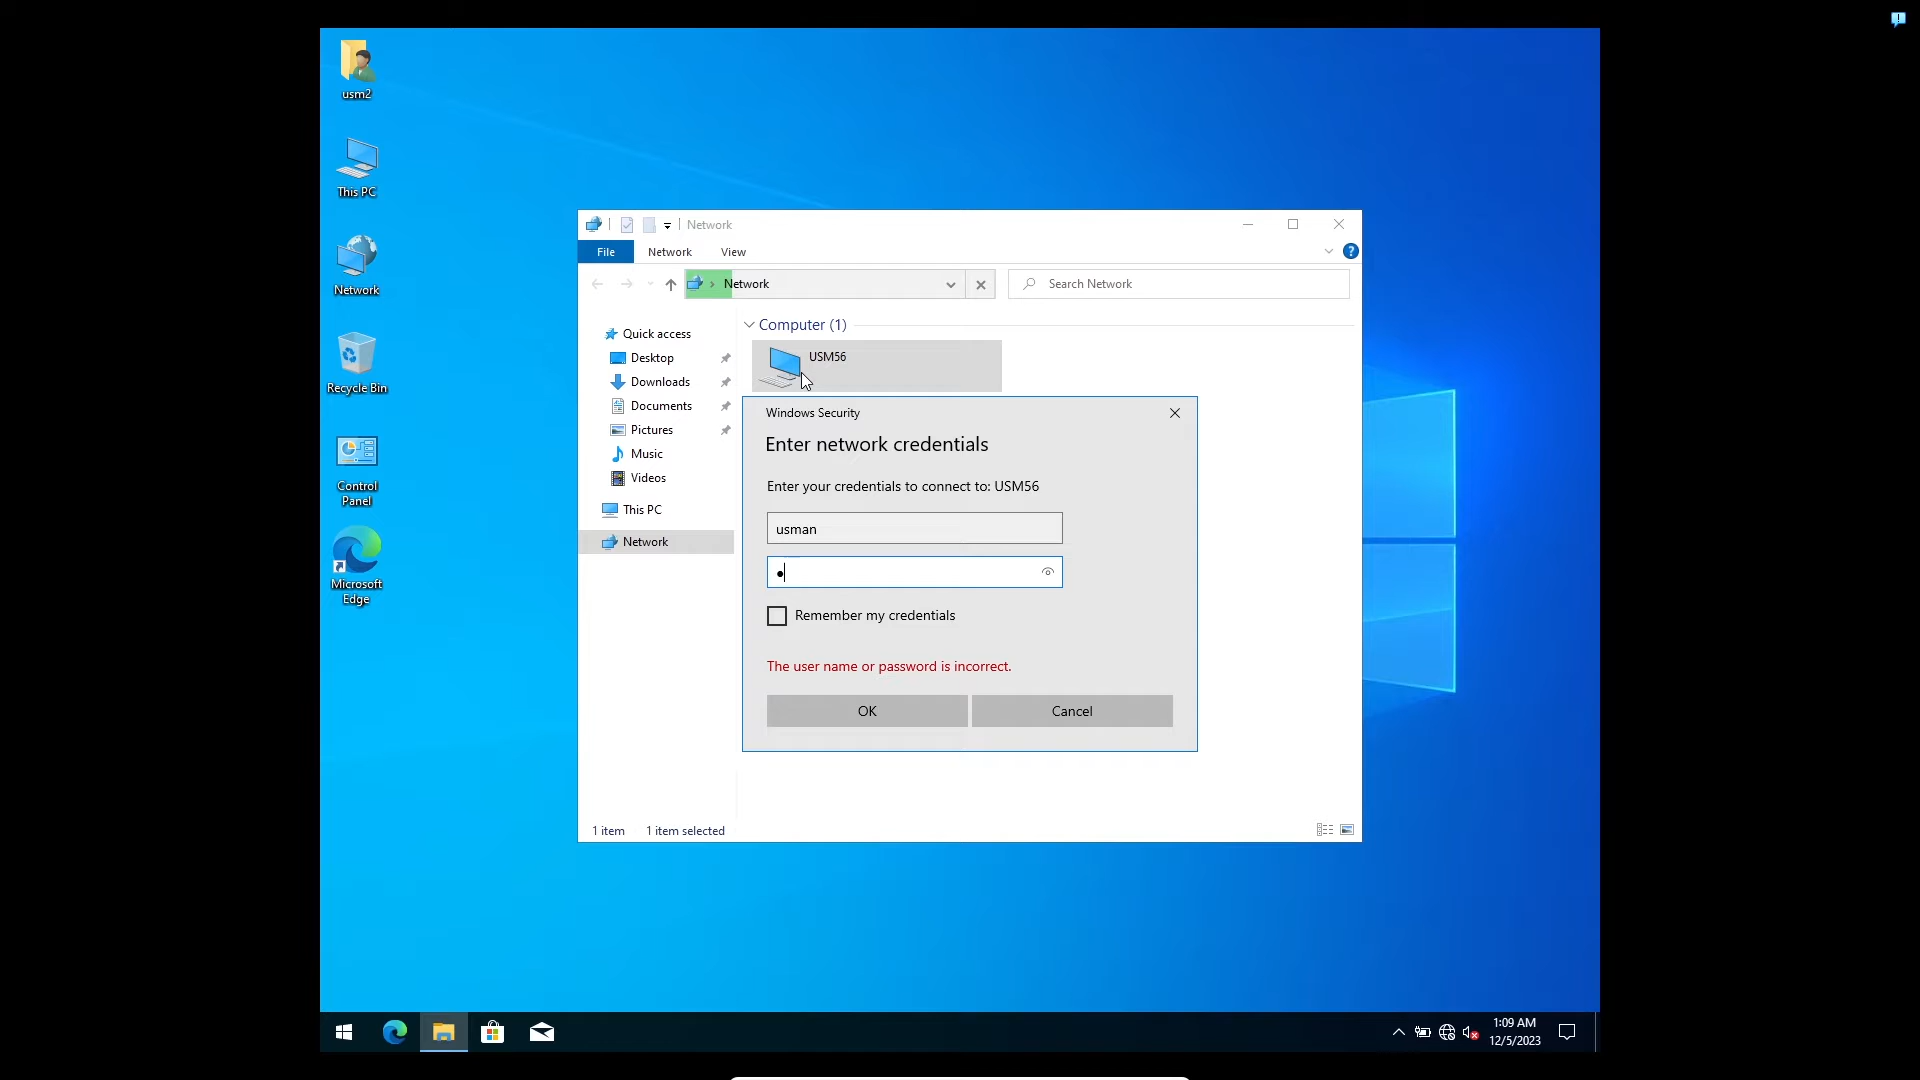 usm2
This PC
Network
Recycle Bin
Control
Panel
Microsoft
Edge
Network
File
Network
View
?
Network
Search Network
Quick access
Desktop
Downloads
Documents
Pictures
Music
Videos
This PC
Network
Computer (1)
USM56
Windows Security
Enter network credentials
Enter your credentials to connect to: USM56
usman
Remember my credentials
The user name or password is incorrect.
OK
Cancel
1 item
1 item selected
1:09 AM
12/5/2023